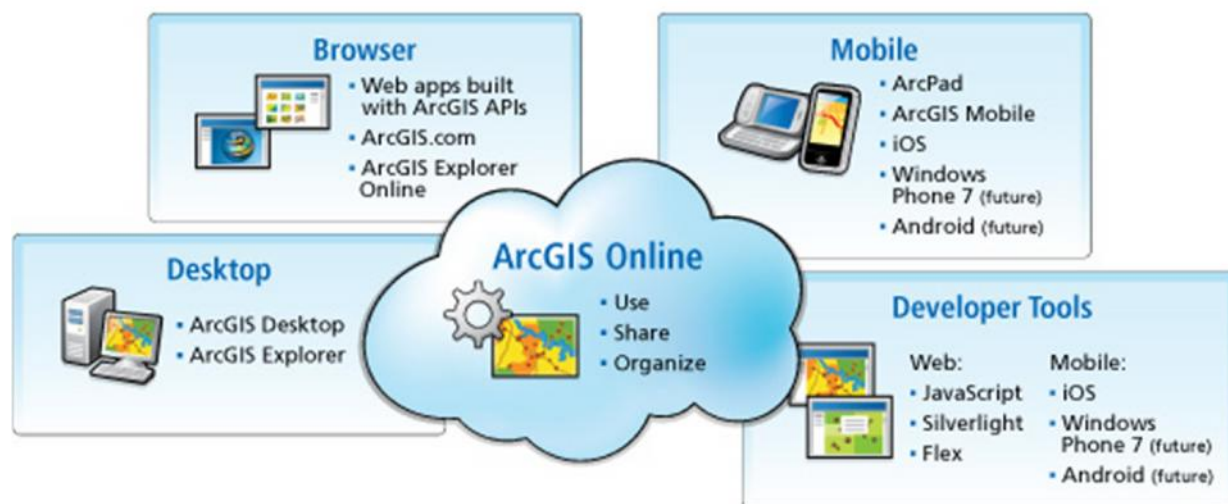 Browser
▪ Web apps built
with ArcGIS APIs
▪ ArcGIS.com
▪ ArcGIS Explorer
Online
Mobile
▪ ArcPad
▪ ArcGIS Mobile
▪ iOS
▪ Windows
Phone 7 (future)
▪ Android (future)
Desktop
▪ ArcGIS Desktop
▪ ArcGIS Explorer
ArcGIS Online
▪ Use
▪ Share
▪ Organize
Developer Tools
Web:
▪ JavaScript
▪ Silverlight
▪ Flex
Mobile:
▪ iOS
▪ Windows
Phone 7 (future)
▪ Android (future)